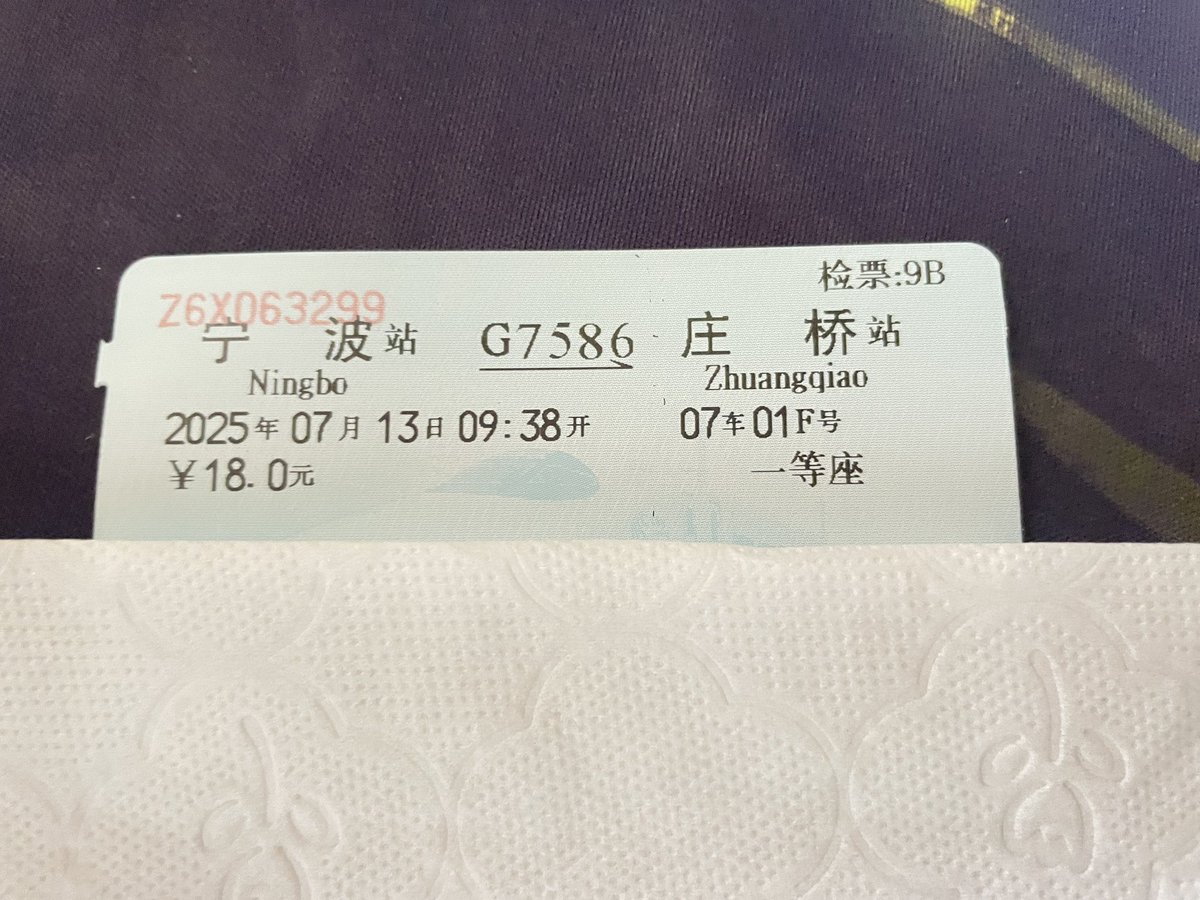 检票:9B
Z6X063299
宁波站 G7586 庄桥站
Ningbo Zhuangqiao
2025年07月13日09:38开 07车01F号
￥18.0元 一等座